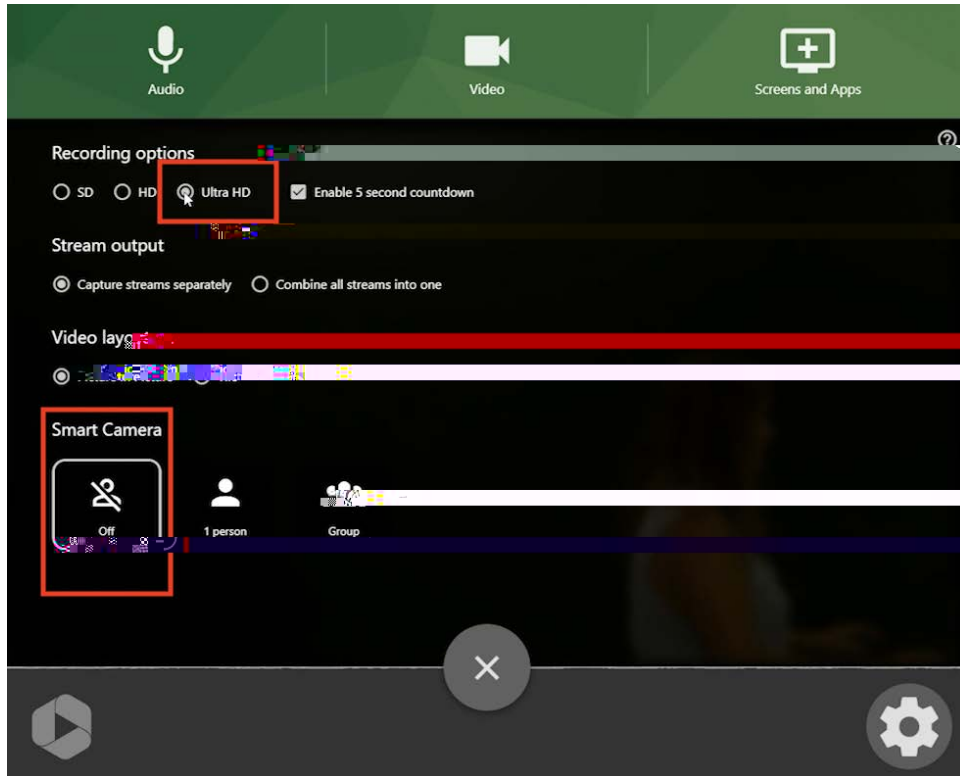 Audio Video Screens and Apps
Recording options
SD HD Ultra HD Enable 5 second countdown
Stream output
Capture streams separately Combine all streams into one
Video
Smart Camera
Off 1 person Group